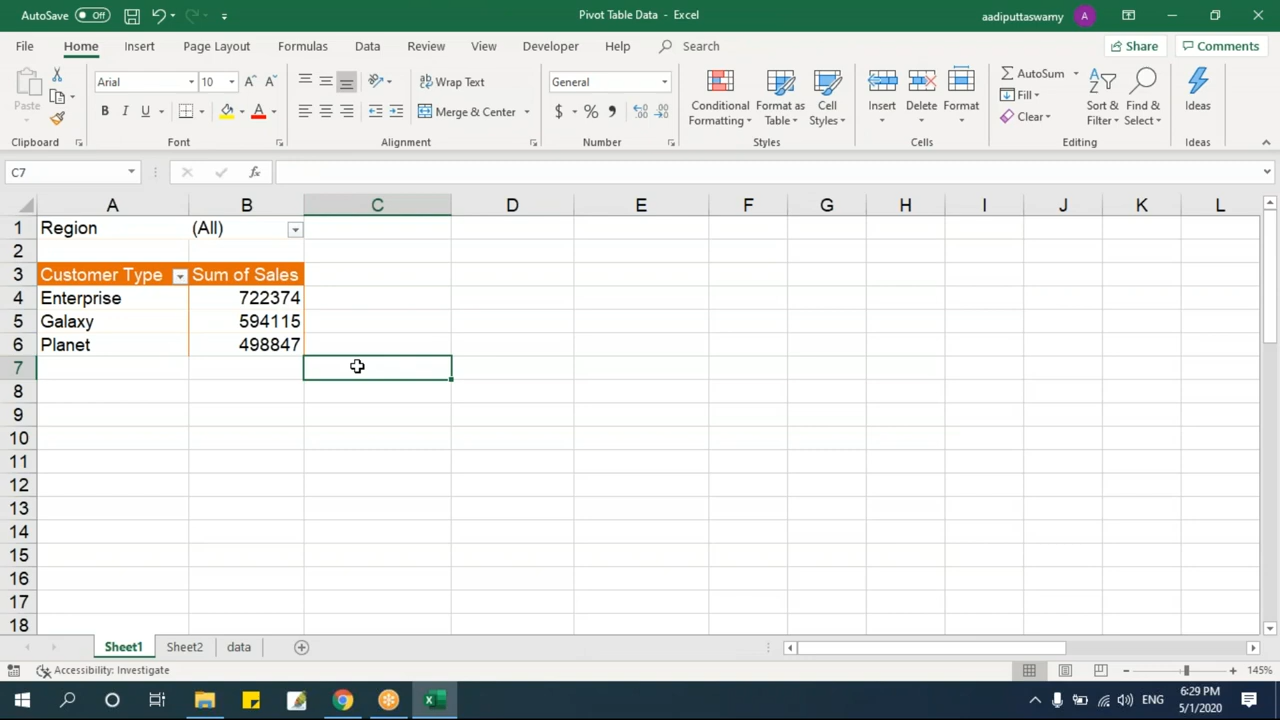 AutoSave Off
Pivot Table Data - Excel
aadiputtaswamy A
File Home Insert Page Layout Formulas Data Review View Developer Help Search Share Comments
Paste
Arial 10
B I U
Wrap Text
Merge & Center
General
$ % 9
Conditional Formatting
Format as Table
Cell Styles
Insert Delete Format
AutoSum
Fill
Clear
Sort & Filter
Find & Select
Ideas
Clipboard Font Alignment Number Styles Cells Editing Ideas
C7 fx
A B C D E F G H I J K L
1 Region (All)
2
3 Customer Type Sum of Sales
4 Enterprise 722374
5 Galaxy 594115
6 Planet 498847
7
8
9
10
11
12
13
14
15
16
17
18
Sheet1 Sheet2 data
Accessibility: Investigate
145%
ENG
6:29 PM
5/1/2020